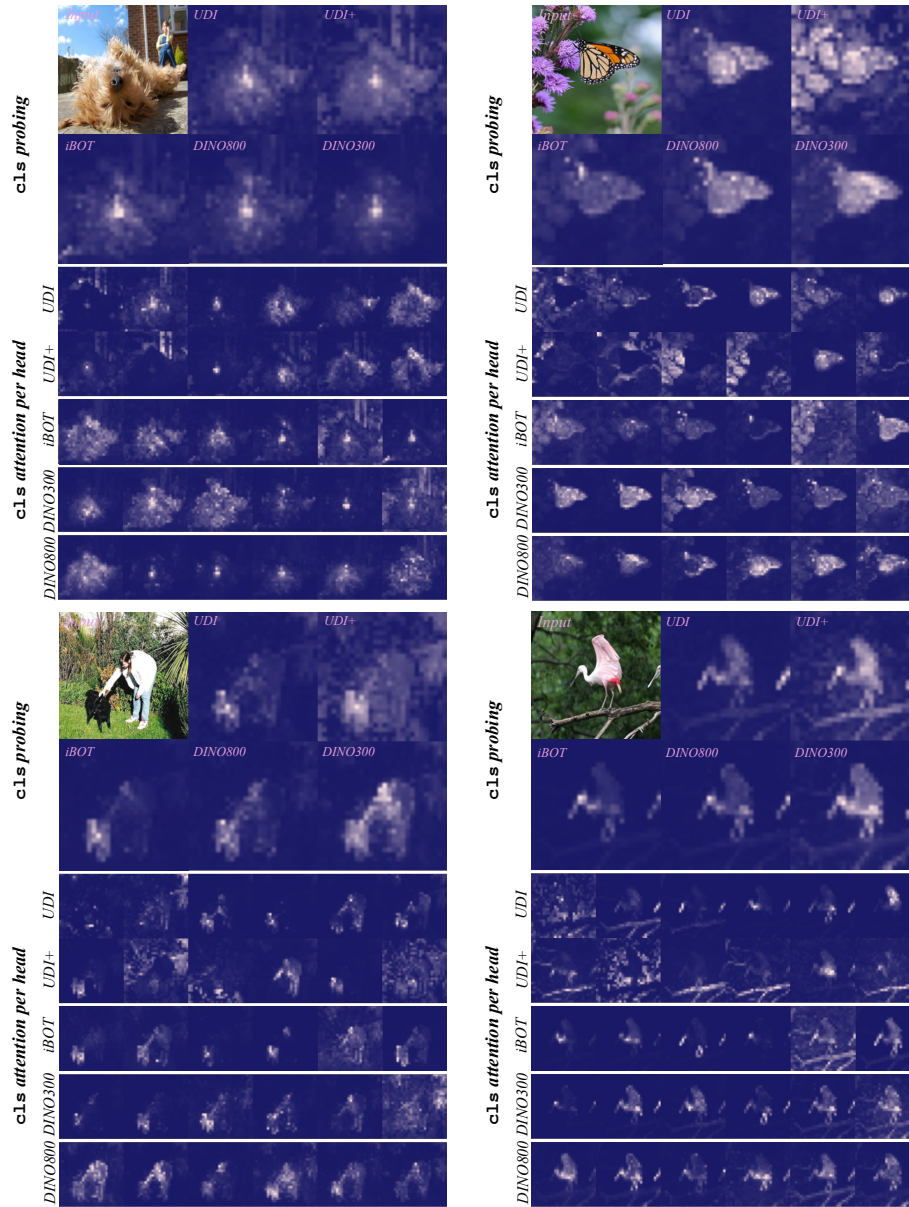 Input UDI UDI+
cls probing
iBOT DINO800 DINO300
cls attention per head
UDI
UDI+
iBOT
DINO300
DINO800
Input UDI UDI+
cls probing
iBOT DINO800 DINO300
cls attention per head
UDI
UDI+
iBOT
DINO300
DINO800
Input UDI UDI+
cls probing
iBOT DINO800 DINO300
cls attention per head
UDI
UDI+
iBOT
DINO300
DINO800
Input UDI UDI+
cls probing
iBOT DINO800 DINO300
cls attention per head
UDI
UDI+
iBOT
DINO300
DINO800